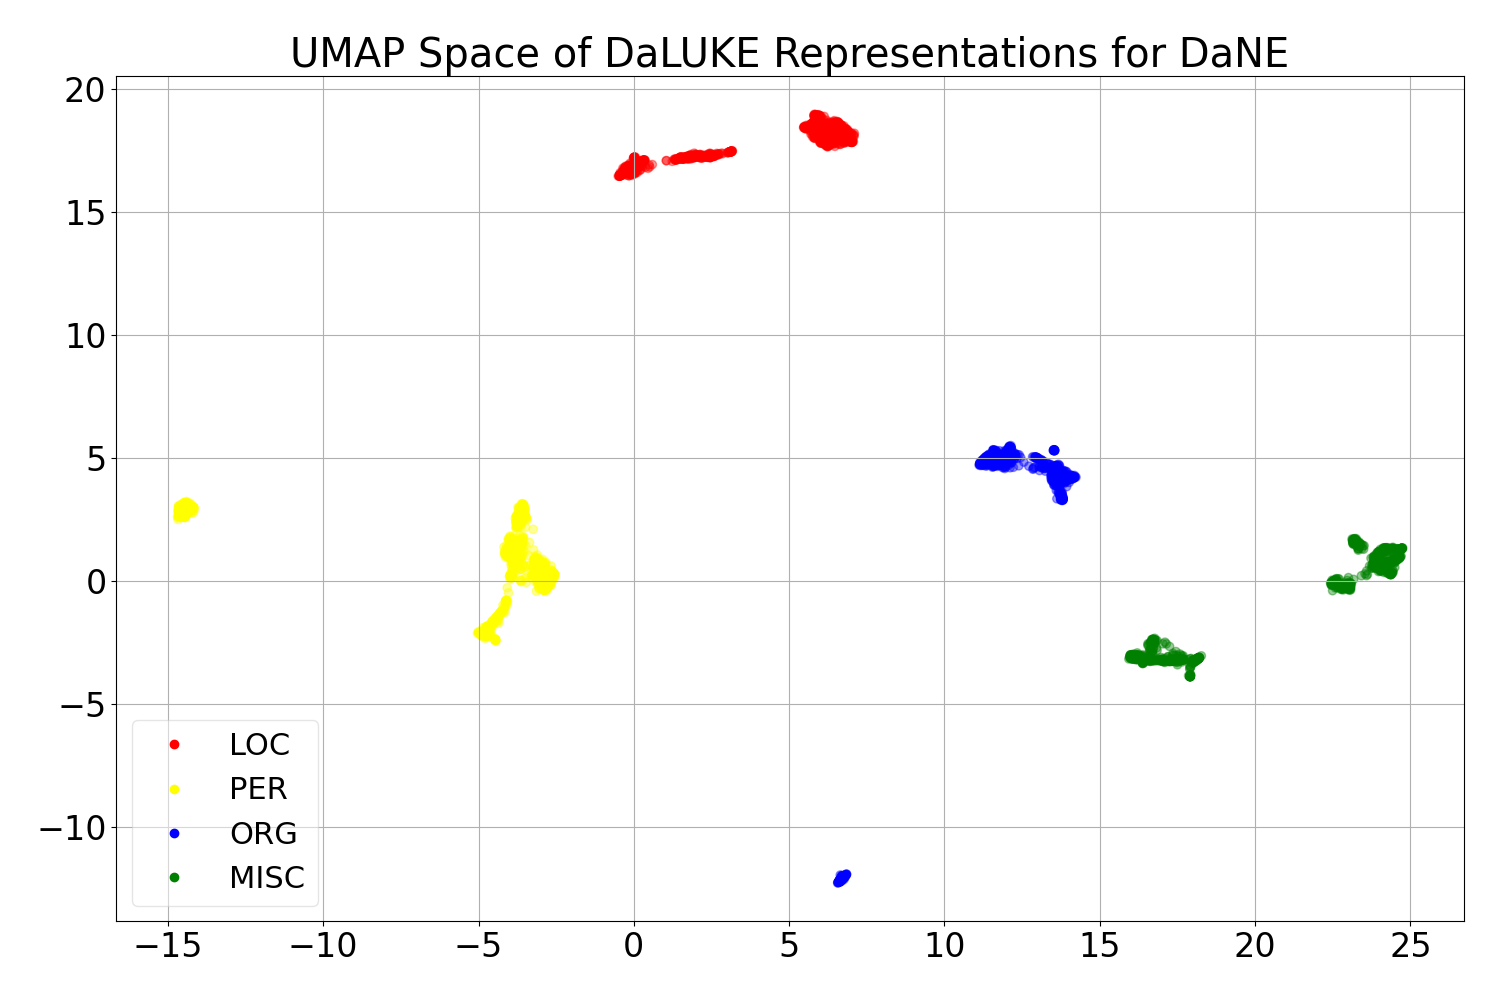 UMAP Space of DaLUKE Representations for DaNE
20
15
10
5
0
−5
−10
LOC
PER
ORG
MISC
−15 −10 −5 0 5 10 15 20 25